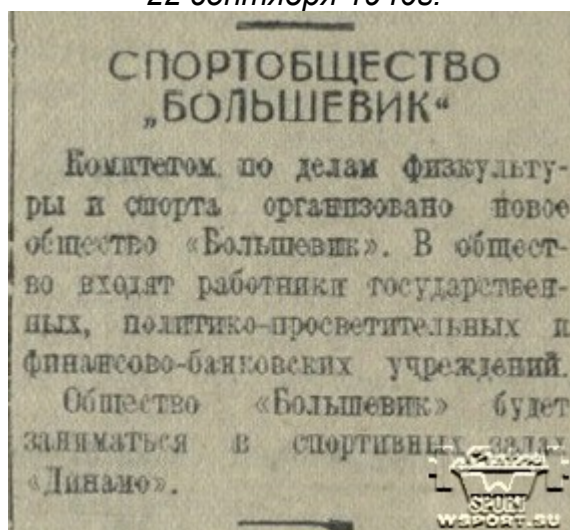 СПОРТОБЩЕСТВО
„БОЛЬШЕВИК“
Комитетом по делам физкульту-
ры и спорта организовано новое
общество «Большевик». В общест-
во входят работники государствен-
ных, политико-просветительных и
финансово-банковских учреждений.
Общество «Большевик» будет
заниматься в спортивных залах
«Динамо».
SPORT
WSPORT.SU